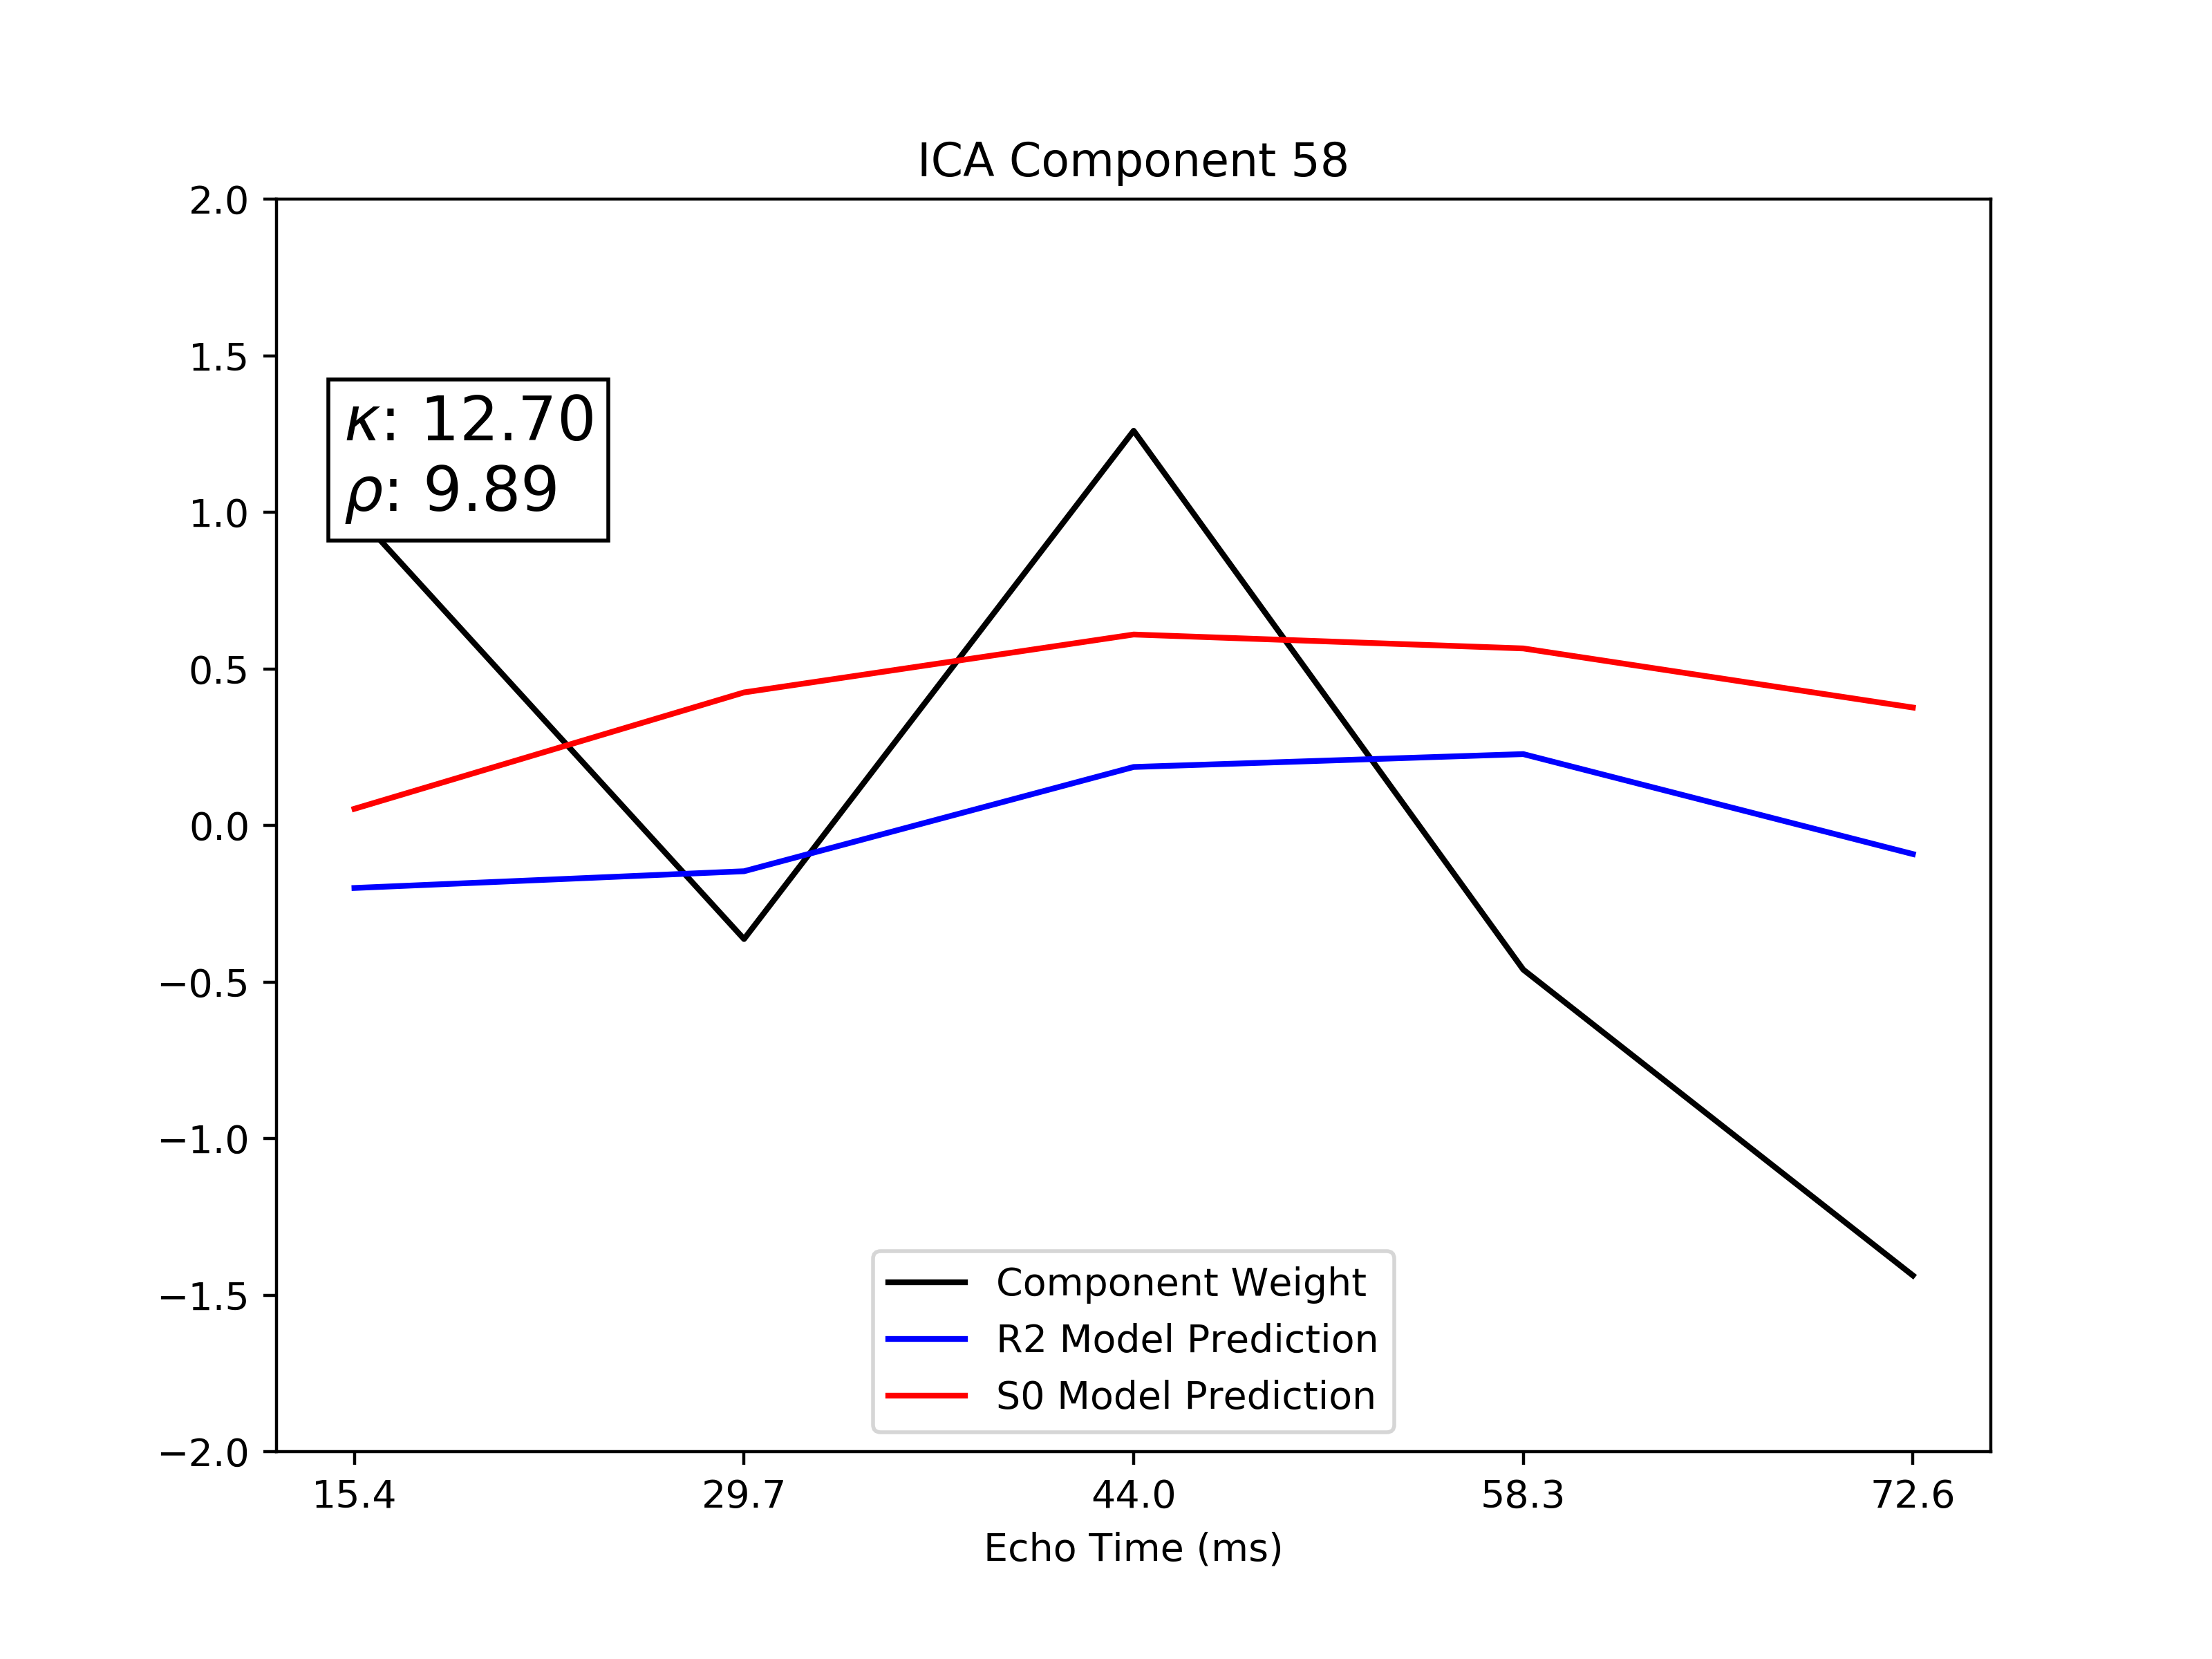 ICA Component 58
2.0
1.5
1.0
0.5
0.0
−0.5
−1.0
−1.5
−2.0
κ: 12.70
ρ: 9.89
Component Weight
R2 Model Prediction
S0 Model Prediction
15.4 29.7 44.0 58.3 72.6
Echo Time (ms)